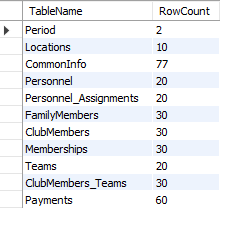 TableName RowCount
Period 2
Locations 10
CommonInfo 77
Personnel 20
Personnel_Assignments 20
FamilyMembers 30
ClubMembers 30
Memberships 30
Teams 20
ClubMembers_Teams 30
Payments 60